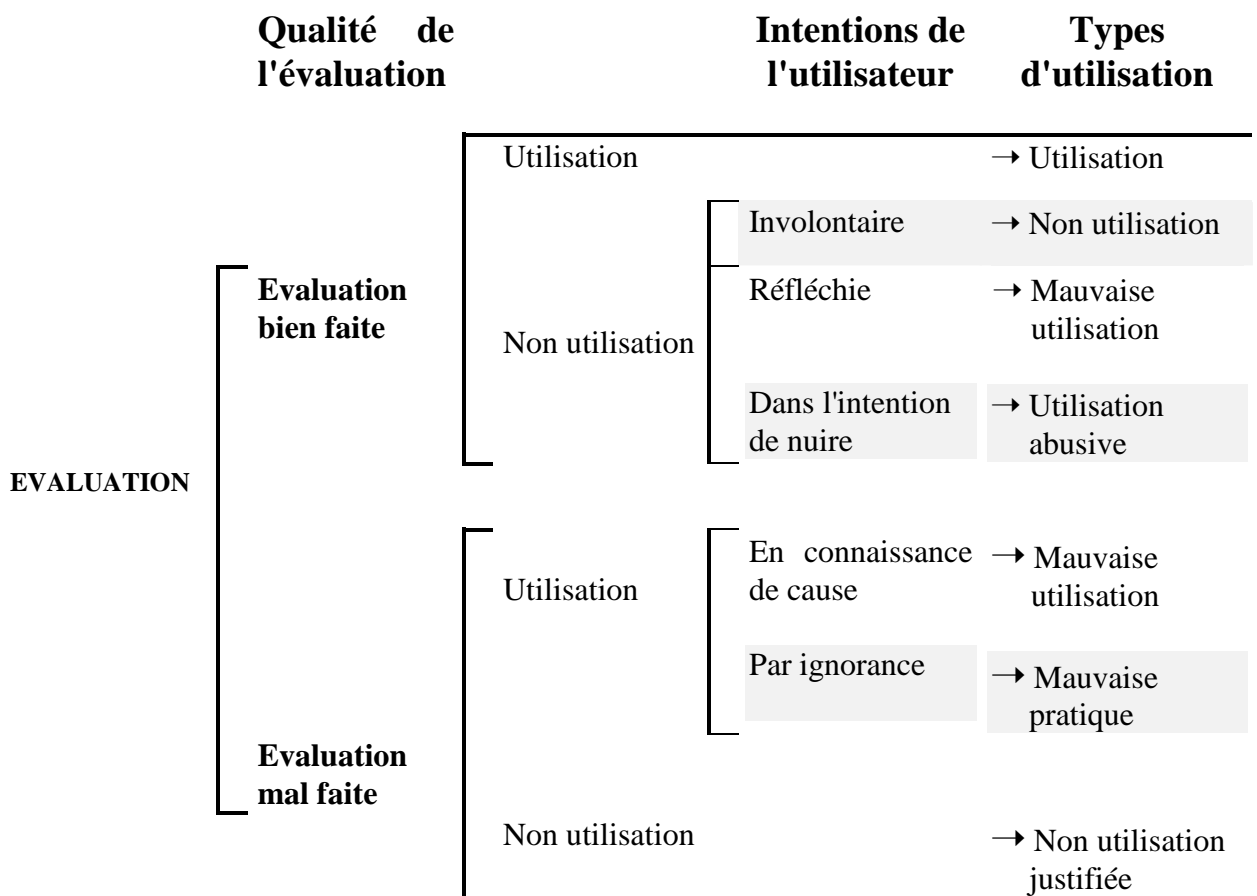 Qualité de
l'évaluation
Intentions de
l'utilisateur
Types
d'utilisation
EVALUATION
Evaluation
bien faite
Utilisation
→ Utilisation
Non utilisation
Involontaire
→ Non utilisation
Réfléchie
→ Mauvaise
utilisation
Dans l'intention
de nuire
→ Utilisation
abusive
Evaluation
mal faite
Utilisation
En connaissance
de cause
→ Mauvaise
utilisation
Par ignorance
→ Mauvaise
pratique
Non utilisation
→ Non utilisation
justifiée